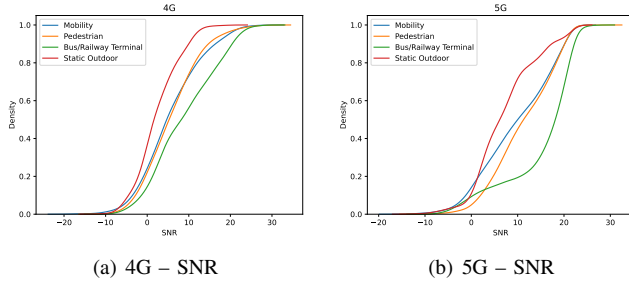 4G
1.0
0.8
0.6
0.4
0.2
0.0
Density
Mobility
Pedestrian
Bus/Railway Terminal
Static Outdoor
−20 −10 0 10 20 30
SNR
(a) 4G – SNR
5G
1.0
0.8
0.6
0.4
0.2
0.0
Density
Mobility
Pedestrian
Bus/Railway Terminal
Static Outdoor
−20 −10 0 10 20 30
SNR
(b) 5G – SNR